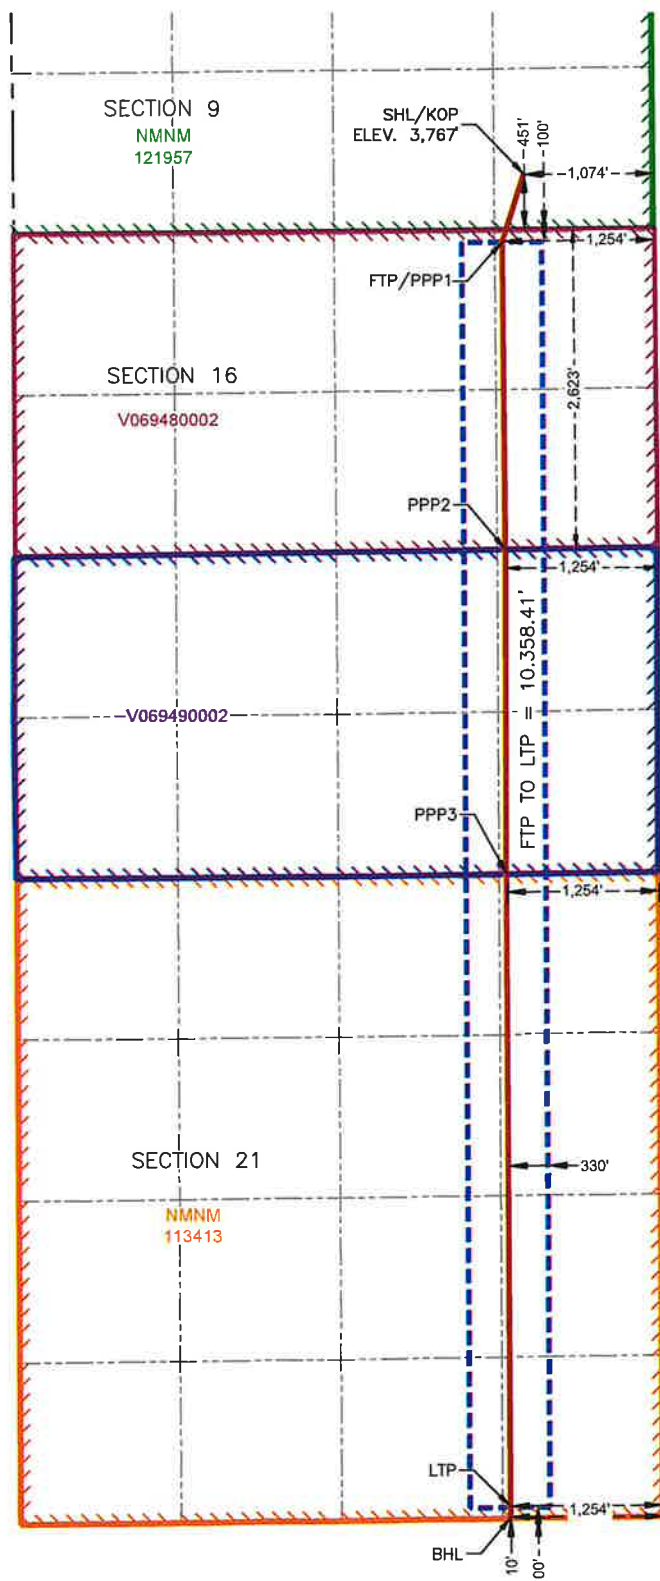 SECTION 9
NMNM
121957
SHL/KOP
ELEV. 3,767'
451'
100'
1,074'
1,254'
FTP/PPP1
SECTION 16
V069480002
2,623'
PPP2
1,254'
V069490002
FTP TO LTP = 10.358.41'
PPP3
1,254'
SECTION 21
330'
NMNM
113413
LTP
1,254'
BHL
10'
00'